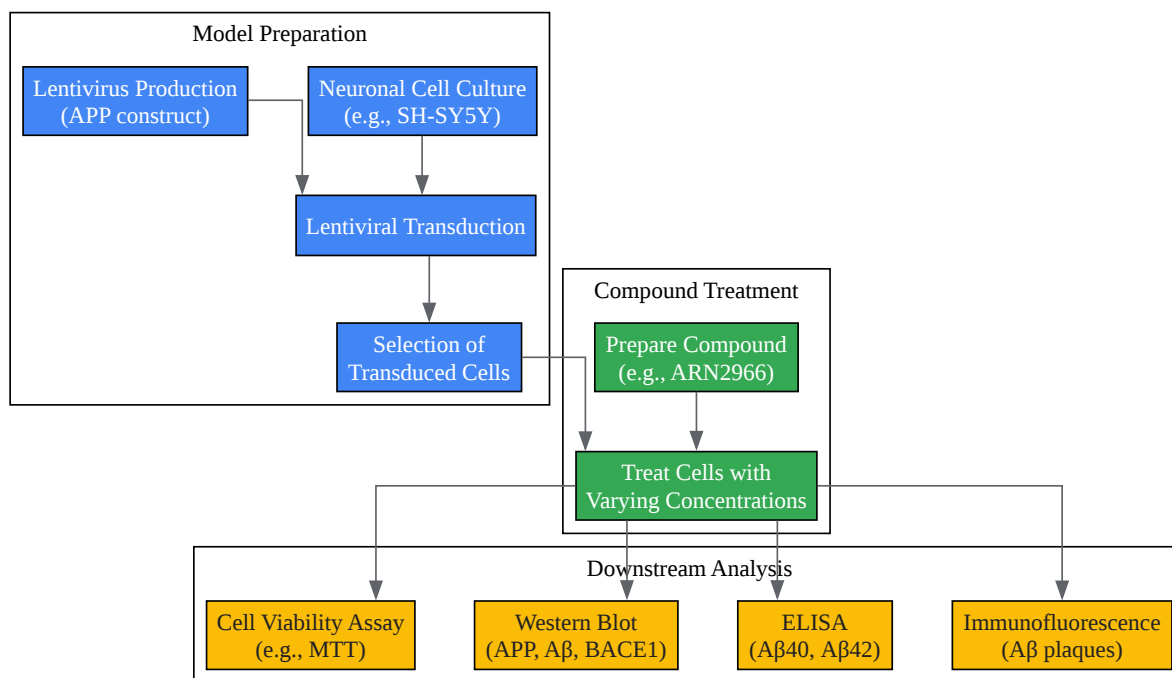 Model Preparation
Lentivirus Production
(APP construct)
Neuronal Cell Culture
(e.g., SH-SY5Y)
Lentiviral Transduction
Selection of
Transduced Cells
Compound Treatment
Prepare Compound
(e.g., ARN2966)
Treat Cells with
Varying Concentrations
Downstream Analysis
Cell Viability Assay
(e.g., MTT)
Western Blot
(APP, Aβ, BACE1)
ELISA
(Aβ40, Aβ42)
Immunofluorescence
(Aβ plaques)